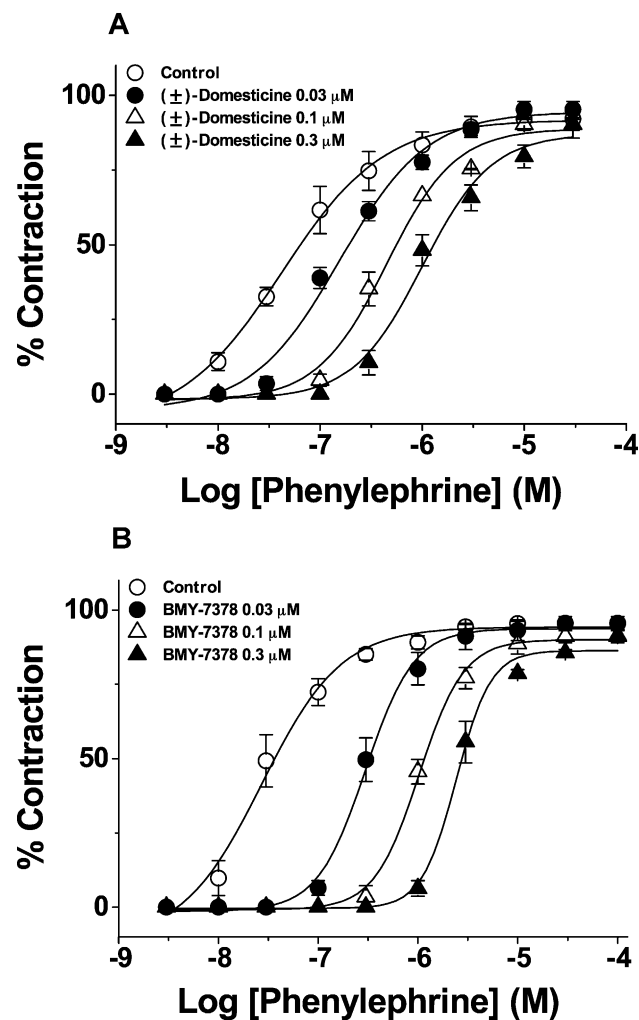 A
Control
(±)-Domesticine 0.03 μM
(±)-Domesticine 0.1 μM
(±)-Domesticine 0.3 μM
100
50
0
% Contraction
-9 -8 -7 -6 -5 -4
Log [Phenylephrine] (M)
B
Control
BMY-7378 0.03 μM
BMY-7378 0.1 μM
BMY-7378 0.3 μM
100
50
0
% Contraction
-9 -8 -7 -6 -5 -4
Log [Phenylephrine] (M)